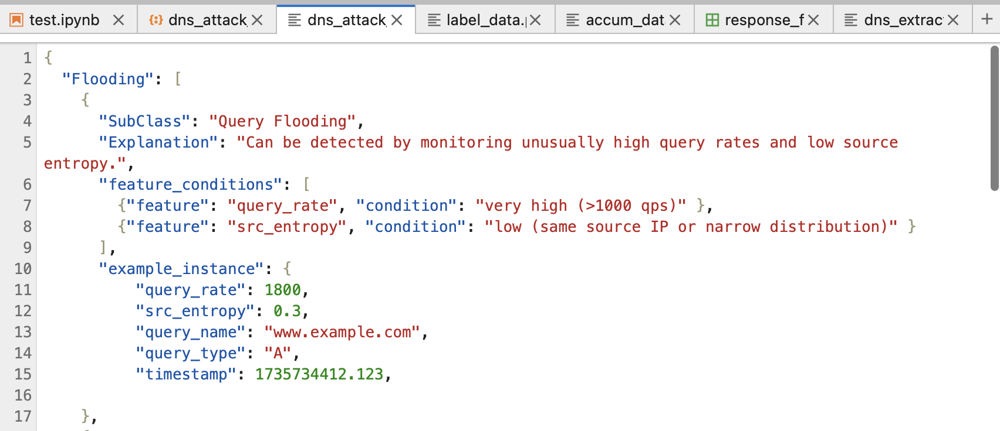 test.ipynb dns_attack dns_attack label_data. accum_dat response_f dns_extrac
1 {
2 "Flooding": [
3 {
4 "SubClass": "Query Flooding",
5 "Explanation": "Can be detected by monitoring unusually high query rates and low source
entropy.",
6 "feature_conditions": [
7 {"feature": "query_rate", "condition": "very high (>1000 qps)" },
8 {"feature": "src_entropy", "condition": "low (same source IP or narrow distribution)" }
9 ],
10 "example_instance": {
11 "query_rate": 1800,
12 "src_entropy": 0.3,
13 "query_name": "www.example.com",
14 "query_type": "A",
15 "timestamp": 1735734412.123,
16
17 },